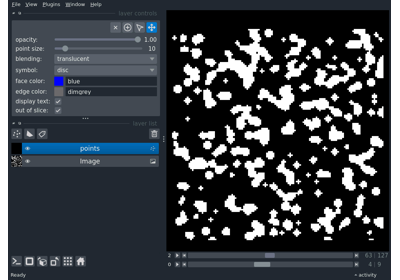 File View Plugins Window Help
layer controls
opacity: 1.00
point size: 10
blending: translucent
symbol: disc
face color: blue
edge color: dimgrey
display text:
out of slice:
layer list
points
Image
2 63 127
0 4 9
Ready activity